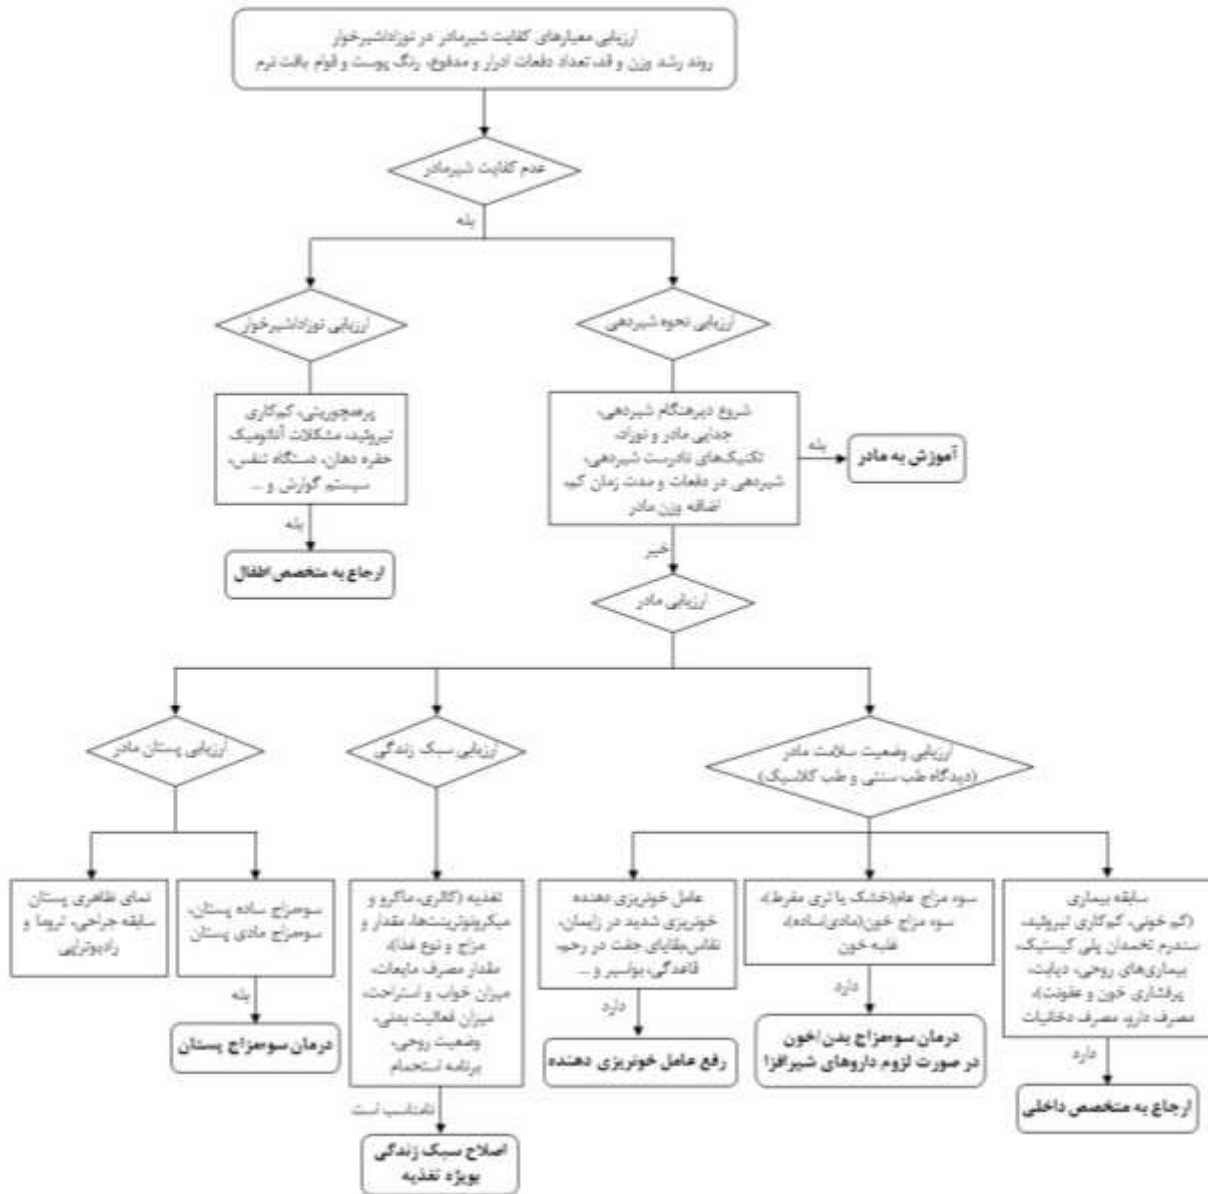 ارزیابی معیارهای کفایت شیرمادر در نوزاد/شیرخوار
روند رشد وزن و قد، تعداد دفعات ادرار و مدفوع، رنگ پوست و قوام بافت نرم
عدم کفایت شیرمادر
بله
ارزیابی نحوه شیردهی
ارزیابی نوزاد/شیرخوار
شروع دیرهنگام شیردهی،
جدایی مادر و نوزاد،
تکنیک‌های نادرست شیردهی،
شیردهی در دفعات و مدت زمان کم،
اضافه وزن مادر
بله
آموزش به مادر
پره‌مچوریتی، کم‌کاری
تیروئید، مشکلات آناتومیک
حفره دهان، دستگاه تنفس،
سیستم گوارش و ...
بله
ارجاع به متخصص اطفال
خیر
ارزیابی مادر
ارزیابی وضعیت سلامت مادر
(دیدگاه طب سنتی و طب کلاسیک)
ارزیابی سبک زندگی
ارزیابی پستان مادر
سابقه بیماری
(کم خونی، کم‌کاری تیروئید،
سندرم تخمدان پلی کیستیک،
بیماری‌های روحی، دیابت،
پرفشاری خون و عفونت)،
مصرف دارو، مصرف دخانیات
دارد
ارجاع به متخصص داخلی
سوء مزاج عام(خشک یا تری مفرط)،
سوء مزاج خون(مادی/ساده)،
غلبه خون
دارد
درمان سوءمزاج بدن/خون
در صورت لزوم داروهای شیرافزا
عامل خونریزی دهنده
خونریزی شدید در زایمان،
نفاس،بقایای جفت در رحم،
قاعدگی، بواسیر و ...
دارد
رفع عامل خونریزی دهنده
تغذیه (کالری، ماکرو و
میکرونوترینت‌ها، مقدار و
مزاج و نوع غذا)،
مقدار مصرف مایعات،
میزان خواب و استراحت،
میزان فعالیت بدنی،
وضعیت روحی،
برنامه استحمام
نامناسب است
اصلاح سبک زندگی
بویژه تغذیه
سوءمزاج ساده پستان،
سوءمزاج مادی پستان
بله
درمان سوءمزاج پستان
نمای ظاهری پستان
سابقه جراحی، تروما و
رادیوتراپی